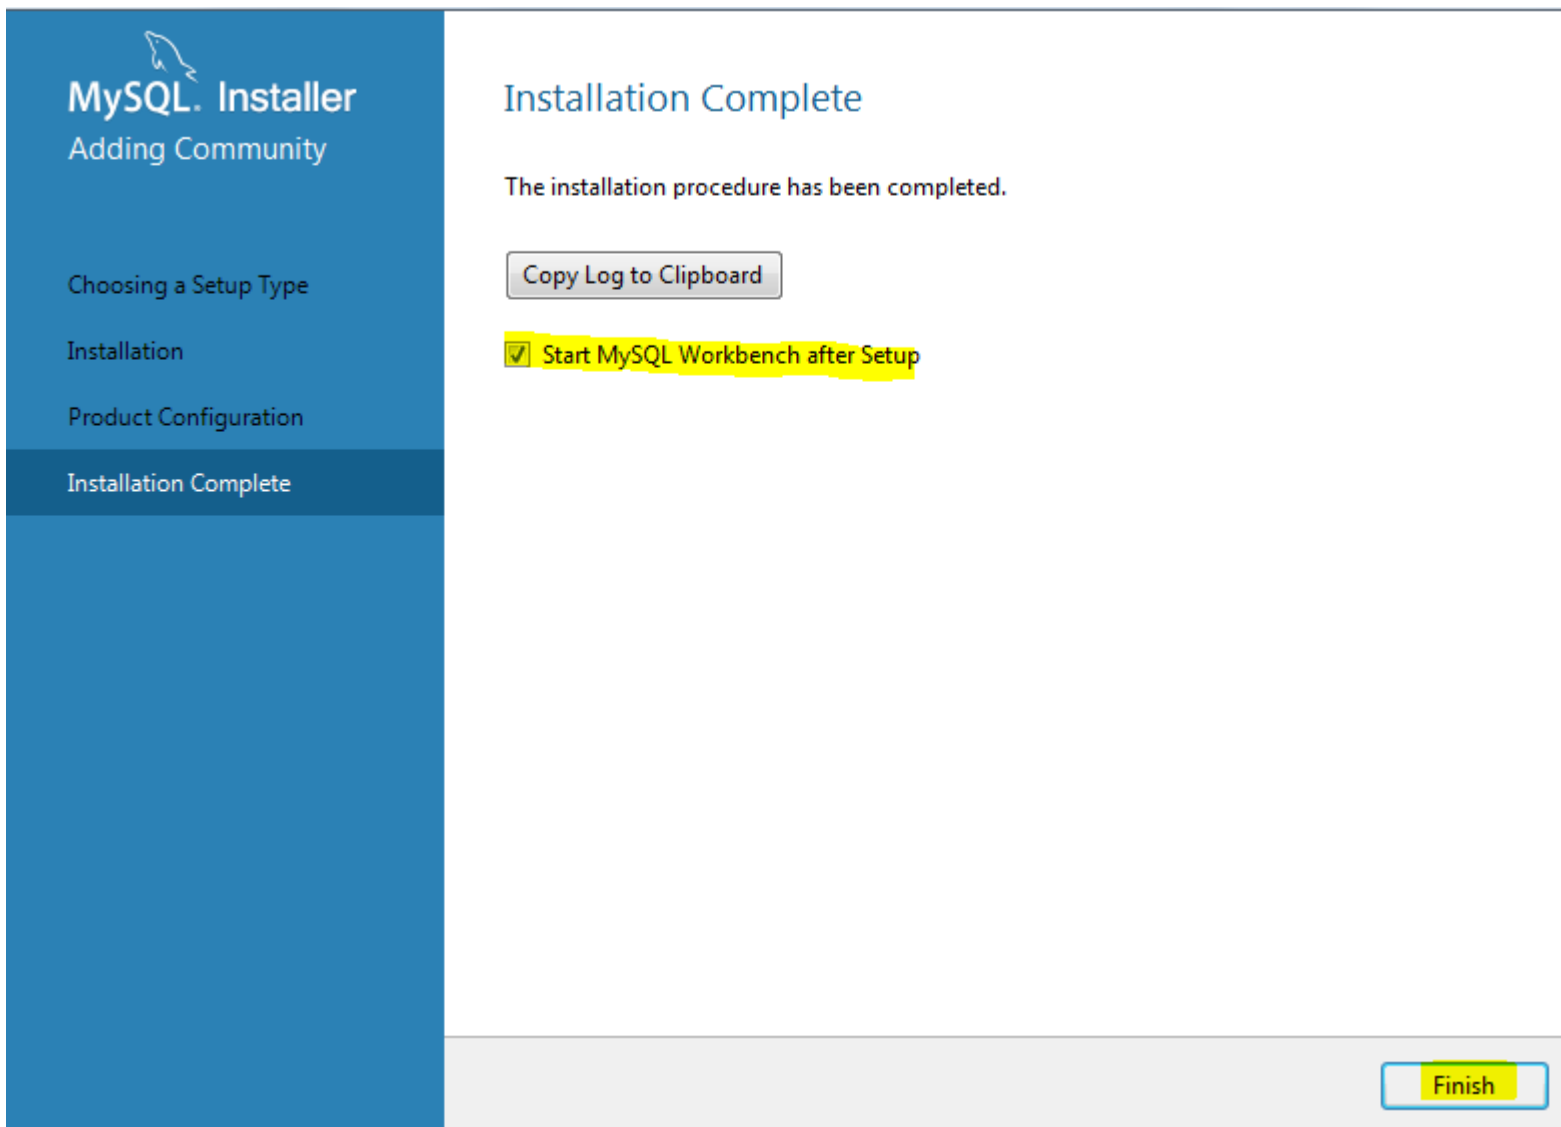 MySQL. Installer
Adding Community
Choosing a Setup Type
Installation
Product Configuration
Installation Complete
Installation Complete
The installation procedure has been completed.
Copy Log to Clipboard
Start MySQL Workbench after Setup
Finish